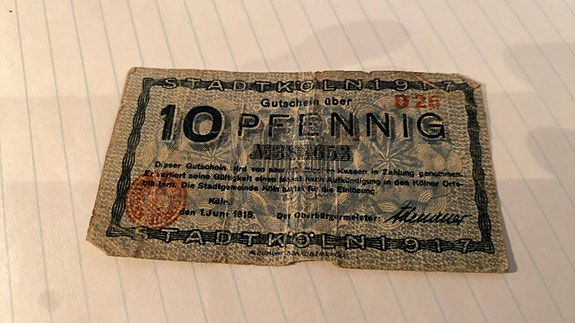 STADT KÖLN 1917
Gutschein über
D 26
10 PFENNIG
Dieser Gutschein wird von allen Kassen in Zahlung genommen.
Er verliert seine Gültigkeit einen Monat nach Aufkündigung in den Kölner Orts-
blättern. Die Stadtgemeinde Köln haftet für die Einlösung.
Köln,
den 1. Juni 1918.
Der Oberbürgermeister:
STADT KÖLN 1917